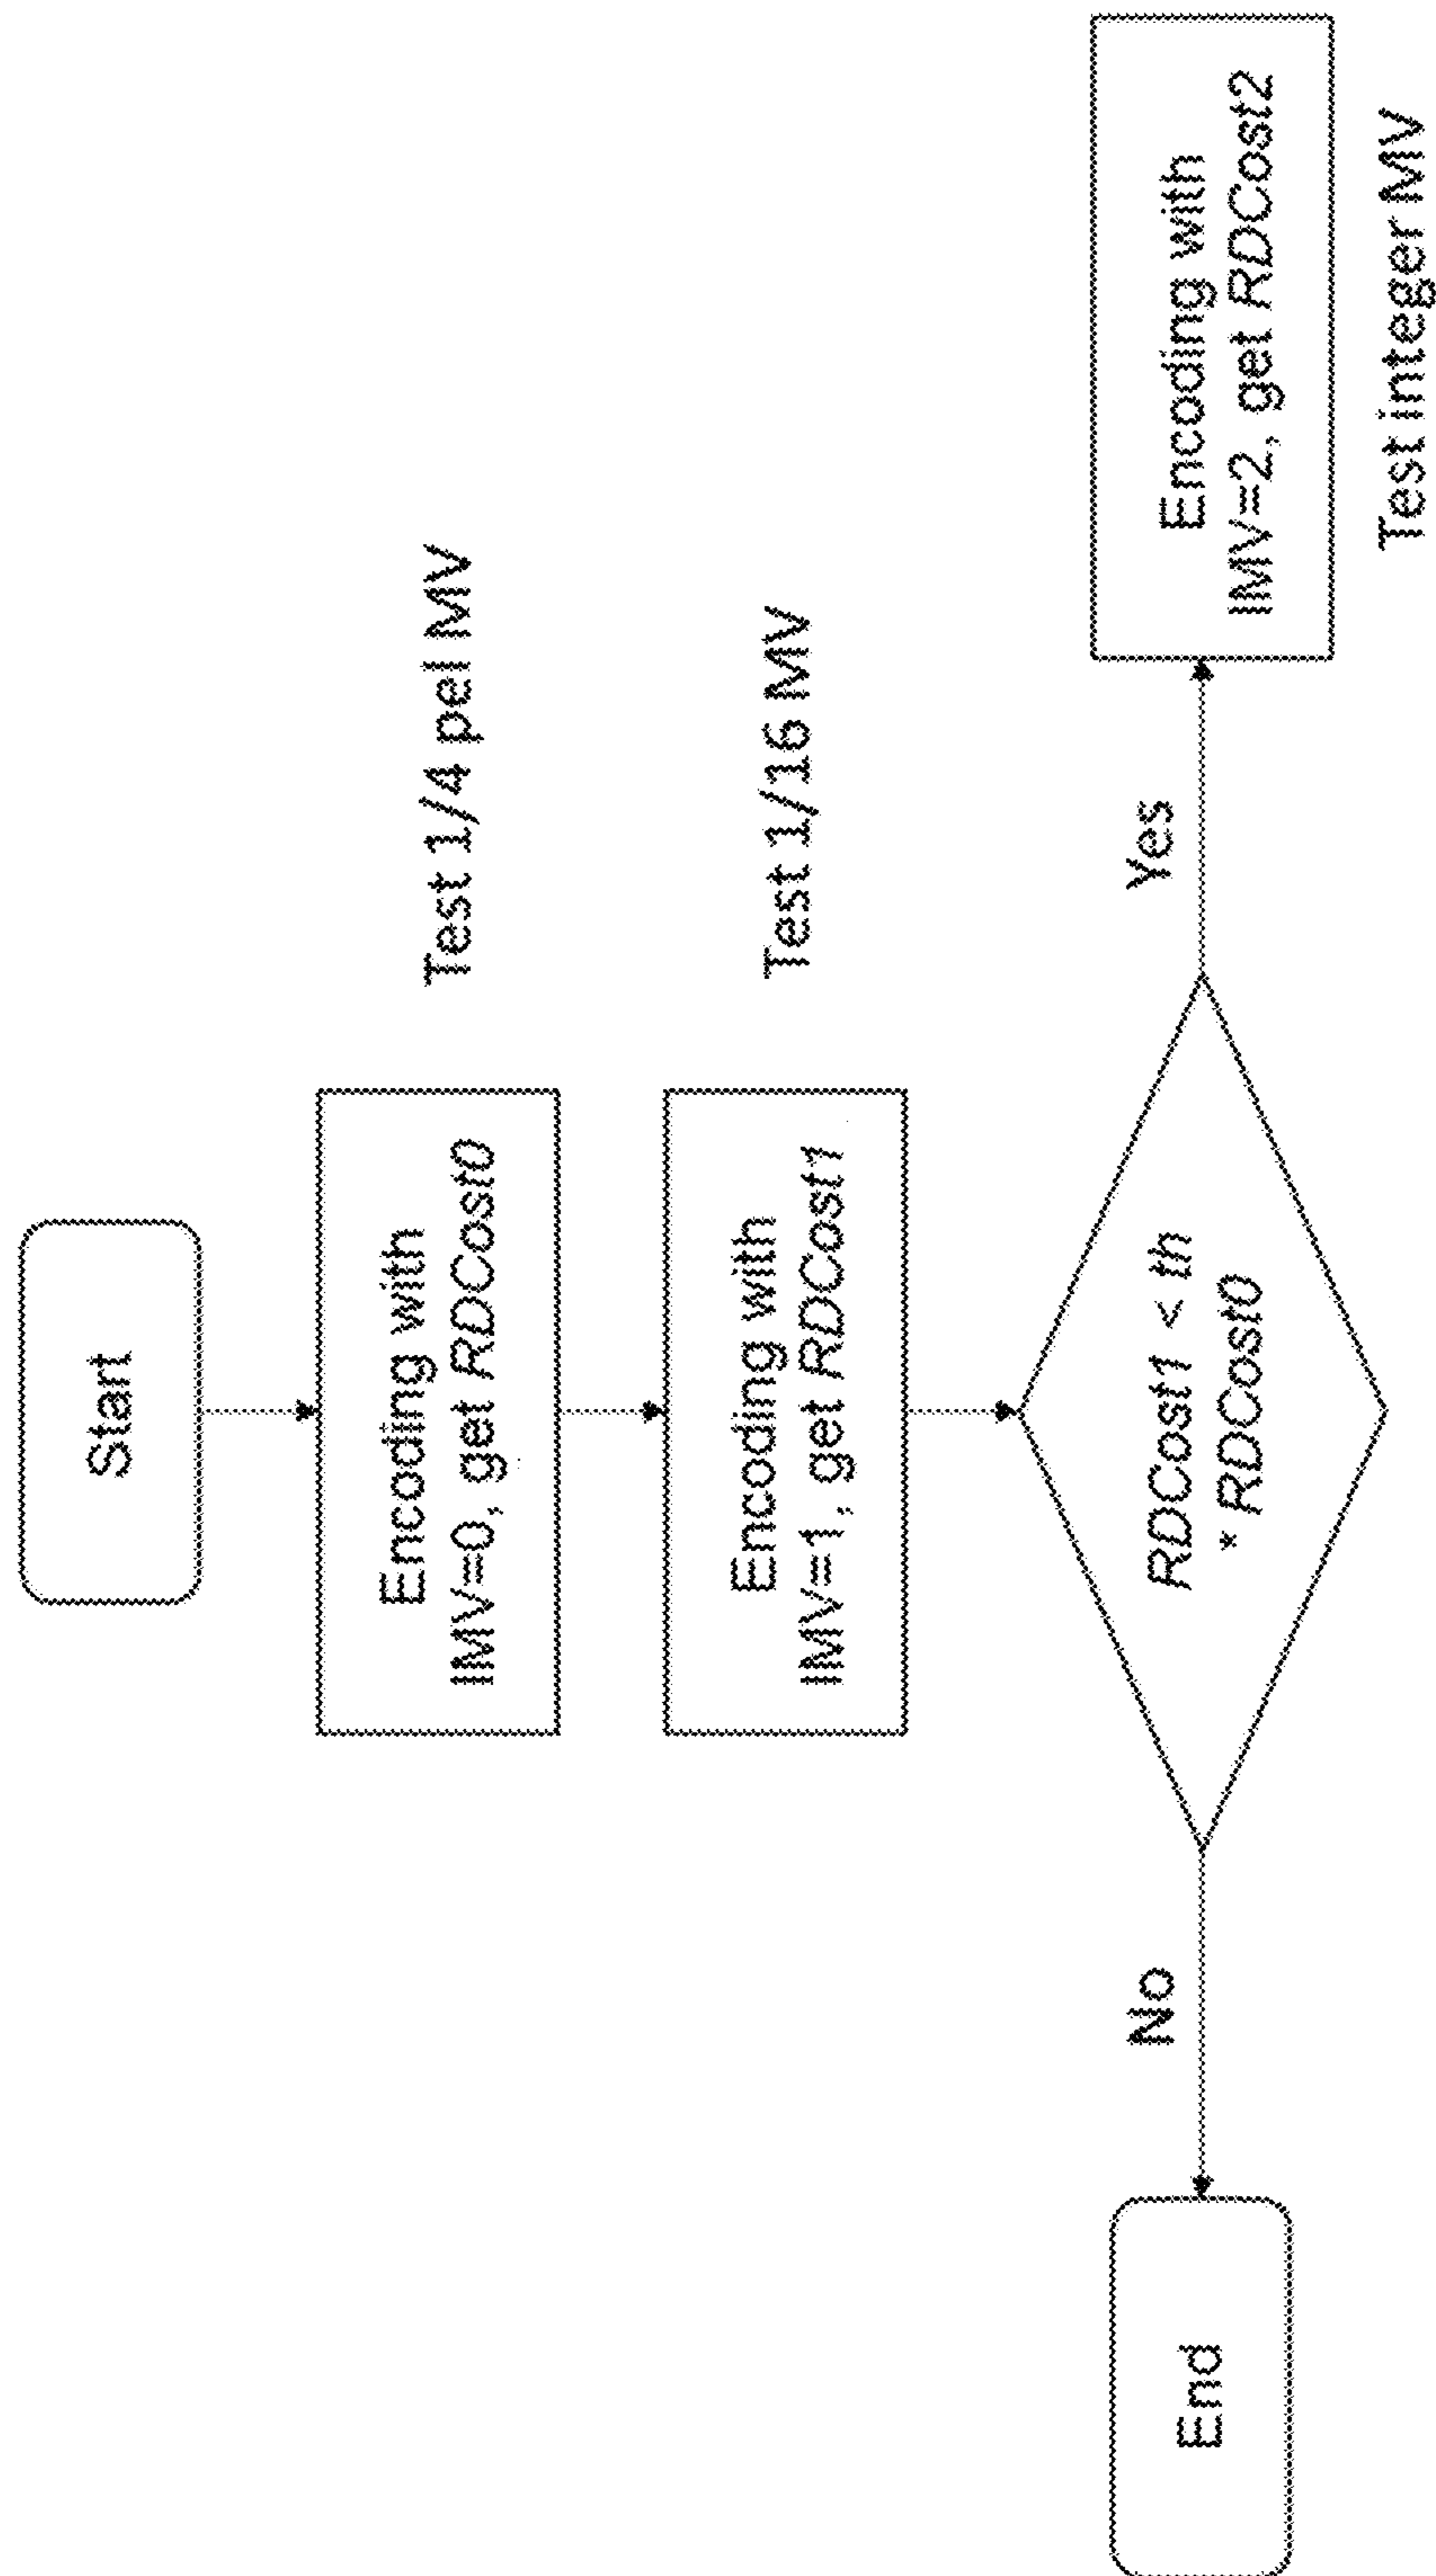 Start
Encoding with
IMV=0, get RDCost0
Test 1/4 pel MV
Encoding with
IMV=1, get RDCost1
Test 1/16 MV
RDCost1 < th
* RDCost0
No
Yes
End
Encoding with
IMV=2, get RDCost2
Test integer MV